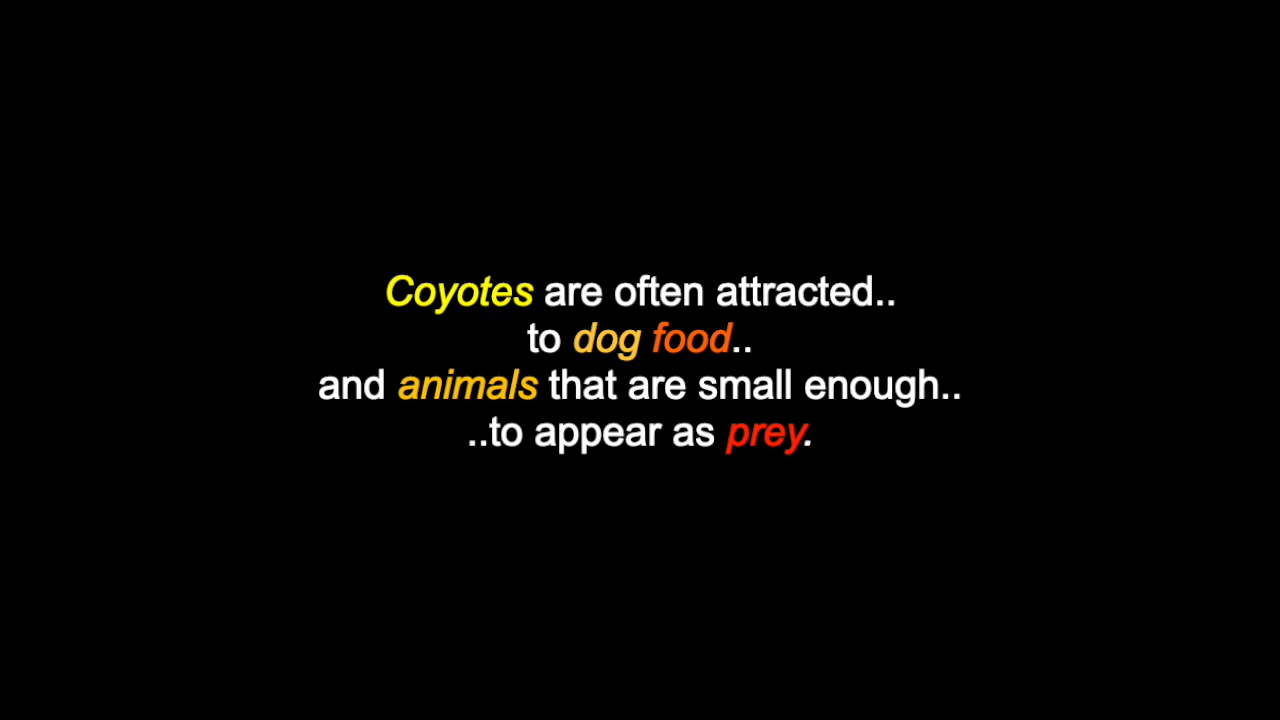 Coyotes are often attracted..
to dog food..
and animals that are small enough..
..to appear as prey.